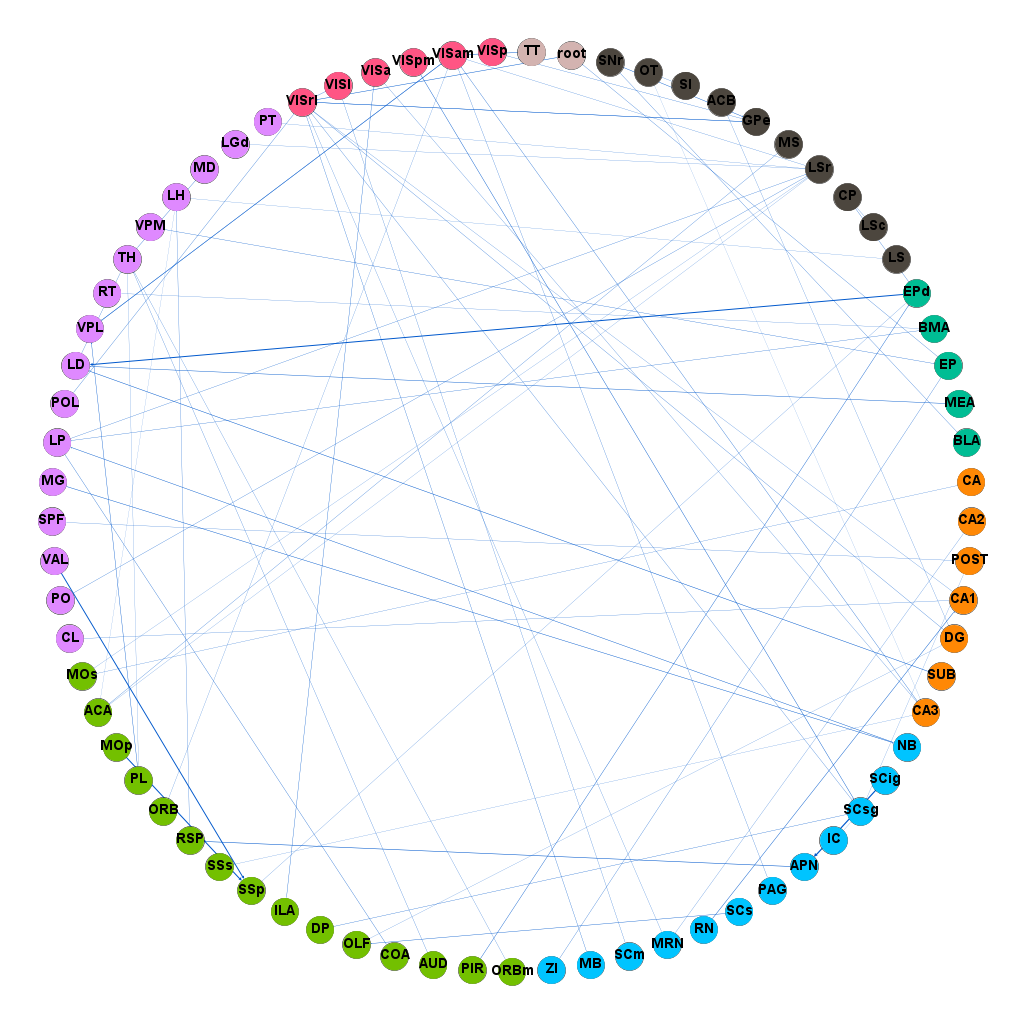 TT
root
SNr
OT
SI
ACB
GPe
MS
LSr
CP
LSc
LS
EPd
BMA
EP
MEA
BLA
CA
CA2
POST
CA1
DG
SUB
CA3
NB
SCig
SCsg
IC
APN
PAG
SCs
RN
MRN
SCm
MB
ZI
ORBm
PIR
AUD
COA
OLF
DP
ILA
SSp
SSs
RSP
ORB
PL
MOp
ACA
MOs
CL
PO
VAL
SPF
MG
LP
POL
LD
VPL
RT
TH
VPM
LH
MD
LGd
PT
VISrl
VISl
VISa
VISpm
VISam
VISp